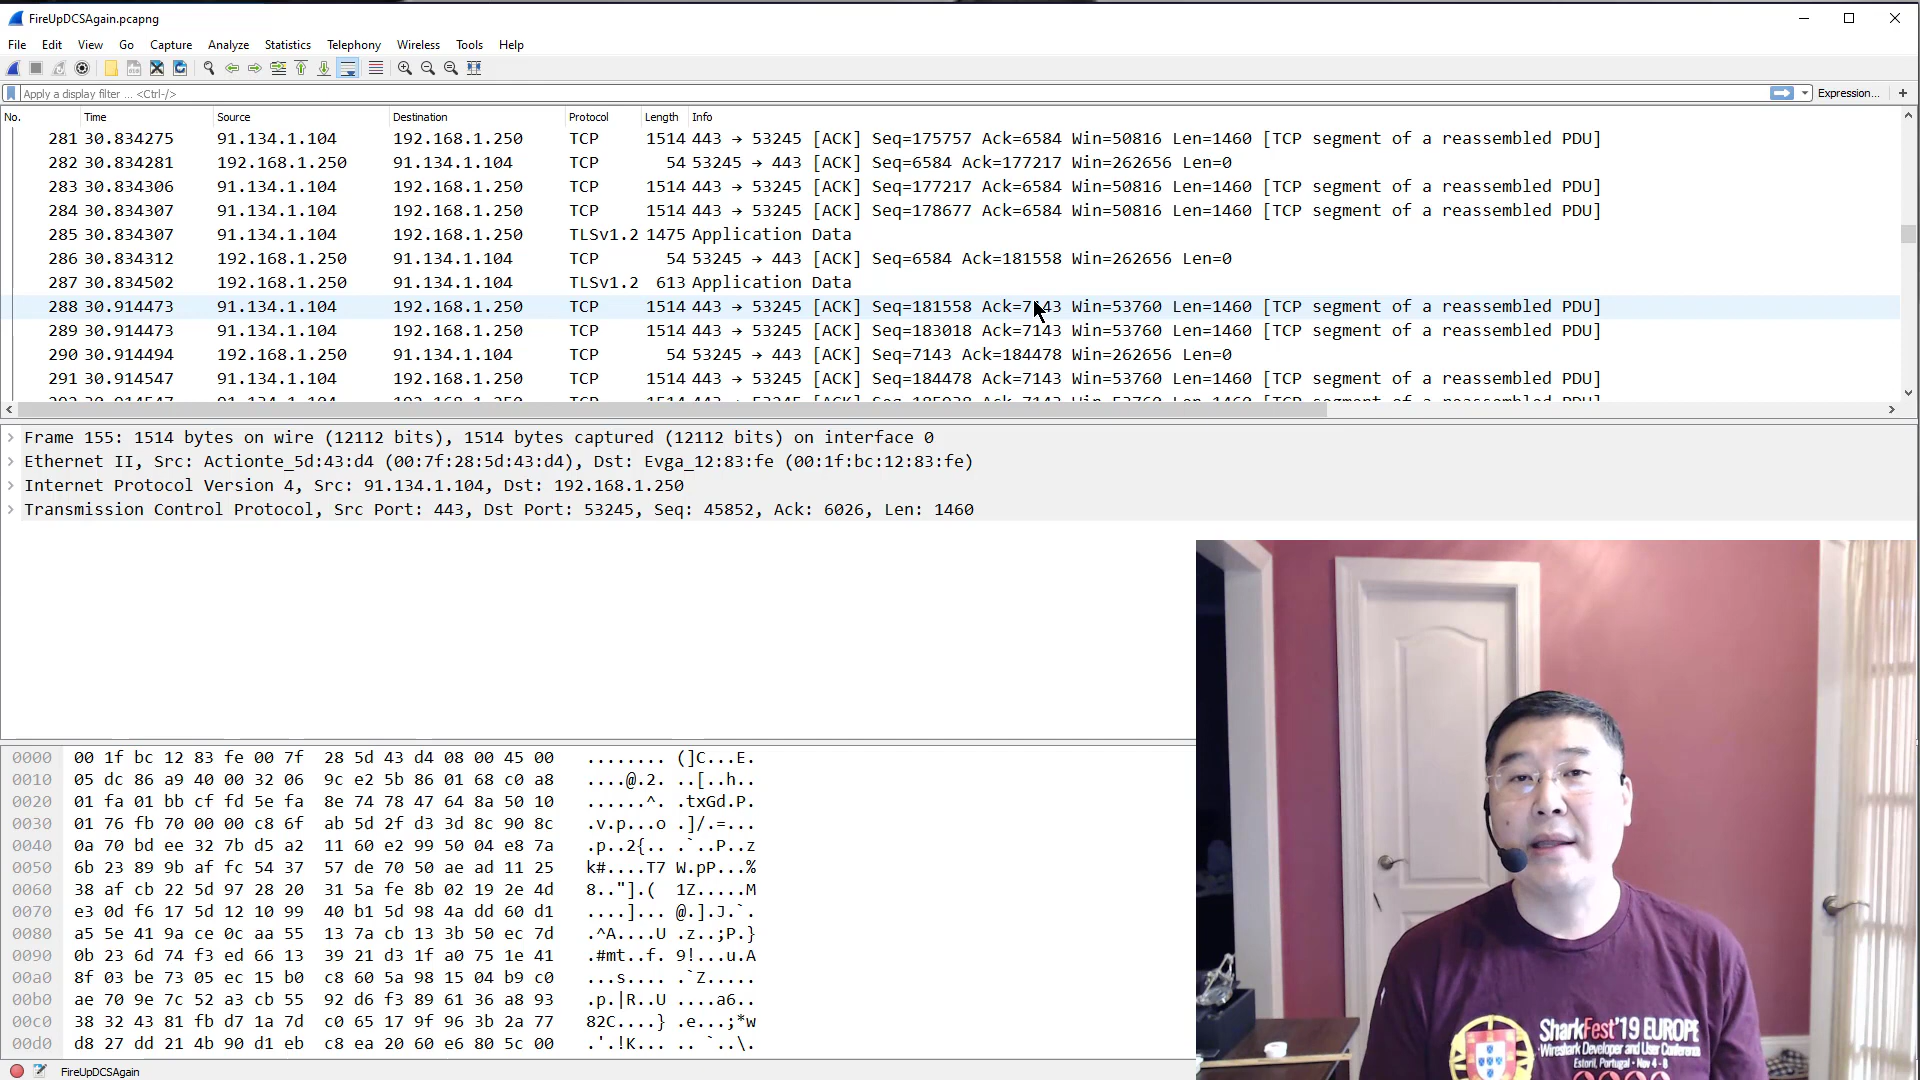 FireUpDCSAgain.pcapng
File Edit View Go Capture Analyze Statistics Telephony Wireless Tools Help
Apply a display filter ... <Ctrl-/> Expression... +
No. Time Source Destination Protocol Length Info
281 30.834275 91.134.1.104 192.168.1.250 TCP 1514 443 → 53245 [ACK] Seq=175757 Ack=6584 Win=50816 Len=1460 [TCP segment of a reassembled PDU]
282 30.834281 192.168.1.250 91.134.1.104 TCP 54 53245 → 443 [ACK] Seq=6584 Ack=177217 Win=262656 Len=0
283 30.834306 91.134.1.104 192.168.1.250 TCP 1514 443 → 53245 [ACK] Seq=177217 Ack=6584 Win=50816 Len=1460 [TCP segment of a reassembled PDU]
284 30.834307 91.134.1.104 192.168.1.250 TCP 1514 443 → 53245 [ACK] Seq=178677 Ack=6584 Win=50816 Len=1460 [TCP segment of a reassembled PDU]
285 30.834307 91.134.1.104 192.168.1.250 TLSv1.2 1475 Application Data
286 30.834312 192.168.1.250 91.134.1.104 TCP 54 53245 → 443 [ACK] Seq=6584 Ack=181558 Win=262656 Len=0
287 30.834502 192.168.1.250 91.134.1.104 TLSv1.2 613 Application Data
288 30.914473 91.134.1.104 192.168.1.250 TCP 1514 443 → 53245 [ACK] Seq=181558 Ack=7143 Win=53760 Len=1460 [TCP segment of a reassembled PDU]
289 30.914473 91.134.1.104 192.168.1.250 TCP 1514 443 → 53245 [ACK] Seq=183018 Ack=7143 Win=53760 Len=1460 [TCP segment of a reassembled PDU]
290 30.914494 192.168.1.250 91.134.1.104 TCP 54 53245 → 443 [ACK] Seq=7143 Ack=184478 Win=262656 Len=0
291 30.914547 91.134.1.104 192.168.1.250 TCP 1514 443 → 53245 [ACK] Seq=184478 Ack=7143 Win=53760 Len=1460 [TCP segment of a reassembled PDU]
Frame 155: 1514 bytes on wire (12112 bits), 1514 bytes captured (12112 bits) on interface 0
Ethernet II, Src: Actionte_5d:43:d4 (00:7f:28:5d:43:d4), Dst: Evga_12:83:fe (00:1f:bc:12:83:fe)
Internet Protocol Version 4, Src: 91.134.1.104, Dst: 192.168.1.250
Transmission Control Protocol, Src Port: 443, Dst Port: 53245, Seq: 45852, Ack: 6026, Len: 1460
0000 00 1f bc 12 83 fe 00 7f 28 5d 43 d4 08 00 45 00 ........ (]C...E.
0010 05 dc 86 a9 40 00 32 06 9c e2 5b 86 01 68 c0 a8 ....@.2. ..[..h..
0020 01 fa 01 bb cf fd 5e fa 8e 74 78 47 64 8a 50 10 ......^. .txGd.P.
0030 01 76 fb 70 00 00 c8 6f ab 5d 2f d3 3d 8c 90 8c .v.p...o .]/.=...
0040 0a 70 bd ee 32 7b d5 a2 11 60 e2 99 50 04 e8 7a .p..2{.. .`..P..z
0050 6b 23 89 9b af fc 54 37 57 de 70 50 ae ad 11 25 k#....T7 W.pP...%
0060 38 af cb 22 5d 97 28 20 31 5a fe 8b 02 19 2e 4d 8.."].( 1Z.....M
0070 e3 0d f6 17 5d 12 10 99 40 b1 5d 98 4a dd 60 d1 ....]... @.].J.`.
0080 a5 5e 41 9a ce 0c aa 55 13 7a cb 13 3b 50 ec 7d .^A....U .z..;P.}
0090 0b 23 6d 74 f3 ed 66 13 39 21 d3 1f a0 75 1e 41 .#mt..f. 9!...u.A
00a0 8f 03 be 73 05 ec 15 b0 c8 60 5a 98 15 04 b9 c0 ...s.... .`Z.....
00b0 ae 70 9e 7c 52 a3 cb 55 92 d6 f3 89 61 36 a8 93 .p.|R..U ....a6..
00c0 38 32 43 81 fb d7 1a 7d c0 65 17 9f 96 3b 2a 77 82C....} .e...;*w
00d0 d8 27 dd 21 4b 90 d1 eb c8 ea 20 60 e6 80 5c 00 .'.!K... .. `..\.
SharkFest'19 EUROPE
Wireshark Developer and User Conference
Estoril, Portugal • Nov 4 - 8
FireUpDCSAgain